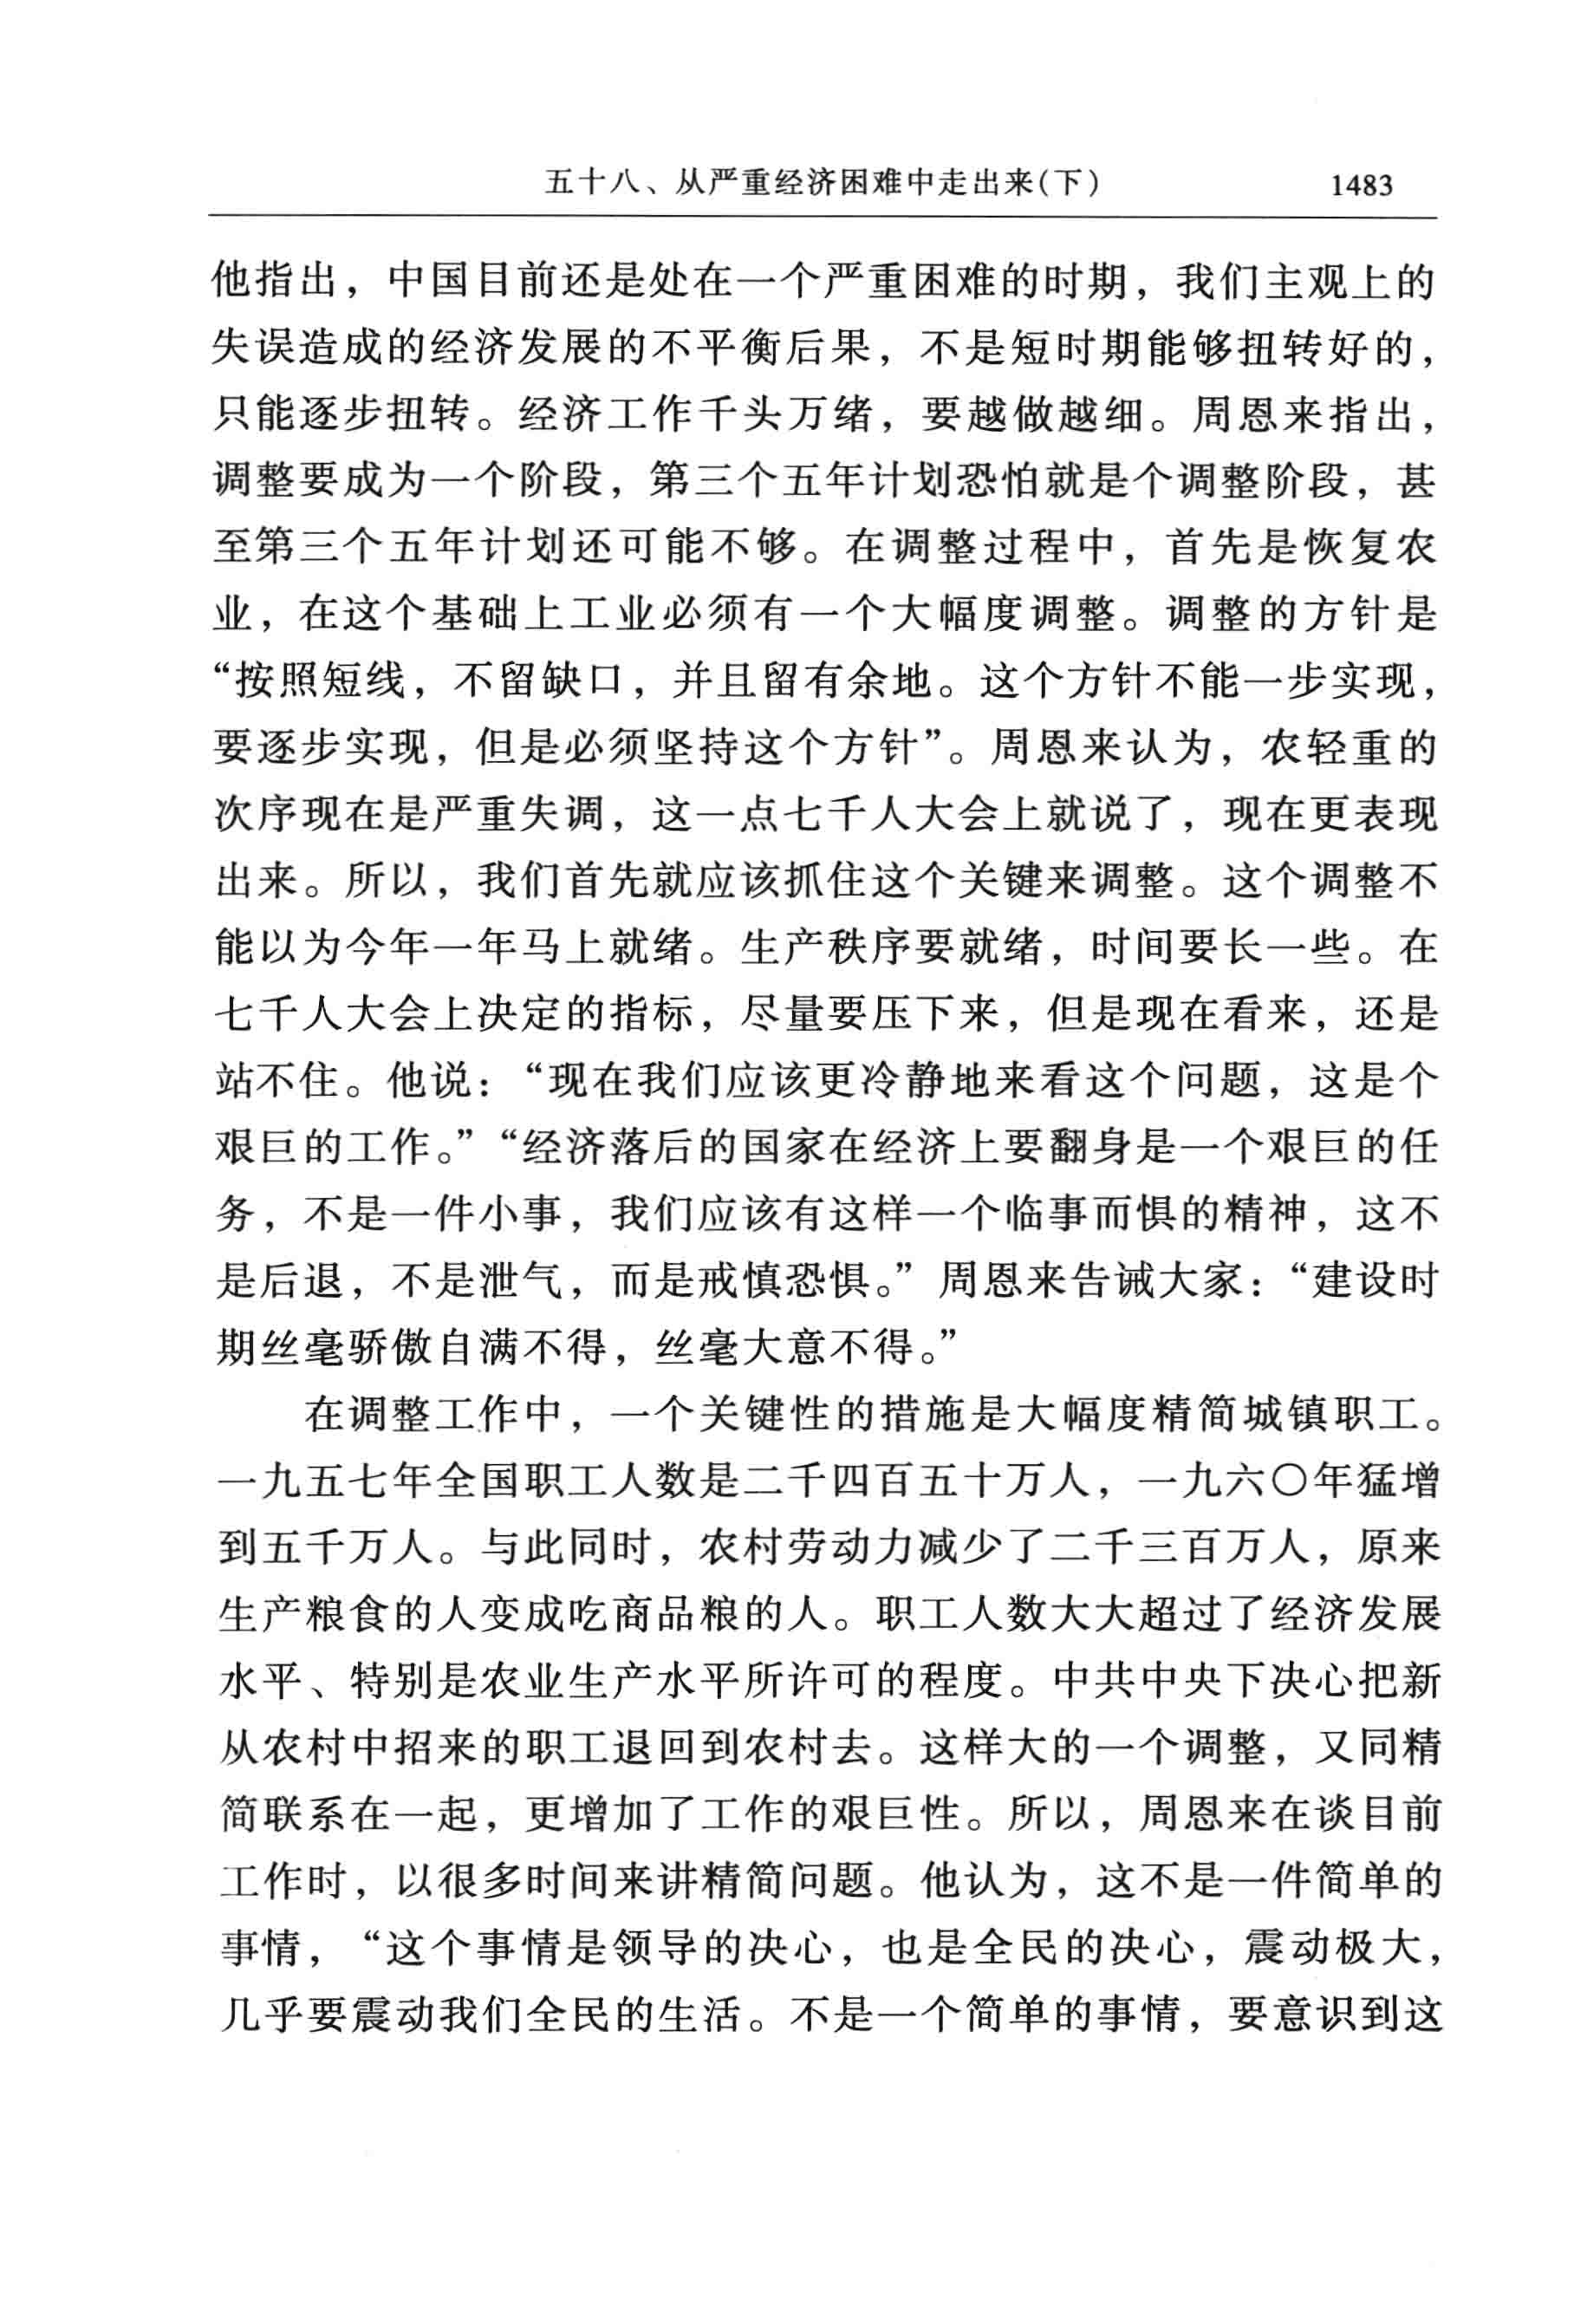 五十八、从严重经济困难中走出来(下) 1483
他指出，中国目前还是处在一个严重困难的时期，我们主观上的
失误造成的经济发展的不平衡后果，不是短时期能够扭转好的，
只能逐步扭转。经济工作千头万绪，要越做越细。周恩来指出，
调整要成为一个阶段，第三个五年计划恐怕就是个调整阶段，甚
至第三个五年计划还可能不够。在调整过程中，首先是恢复农
业，在这个基础上工业必须有一个大幅度调整。调整的方针是
“按照短线，不留缺口，并且留有余地。这个方针不能一步实现，
要逐步实现，但是必须坚持这个方针”。周恩来认为，农轻重的
次序现在是严重失调，这一点七千人大会上就说了，现在更表现
出来。所以，我们首先就应该抓住这个关键来调整。这个调整不
能以为今年一年马上就绪。生产秩序要就绪，时间要长一些。在
七千人大会上决定的指标，尽量要压下来，但是现在看来，还是
站不住。他说：“现在我们应该更冷静地来看这个问题，这是个
艰巨的工作。”“经济落后的国家在经济上要翻身是一个艰巨的任
务，不是一件小事，我们应该有这样一个临事而惧的精神，这不
是后退，不是泄气，而是戒慎恐惧。”周恩来告诫大家：“建设时
期丝毫骄傲自满不得，丝毫大意不得。”
在调整工作中，一个关键性的措施是大幅度精简城镇职工。
一九五七年全国职工人数是二千四百五十万人，一九六〇年猛增
到五千万人。与此同时，农村劳动力减少了二千三百万人，原来
生产粮食的人变成吃商品粮的人。职工人数大大超过了经济发展
水平、特别是农业生产水平所许可的程度。中共中央下决心把新
从农村中招来的职工退回到农村去。这样大的一个调整，又同精
简联系在一起，更增加了工作的艰巨性。所以，周恩来在谈目前
工作时，以很多时间来讲精简问题。他认为，这不是一件简单的
事情，“这个事情是领导的决心，也是全民的决心，震动极大，
几乎要震动我们全民的生活。不是一个简单的事情，要意识到这